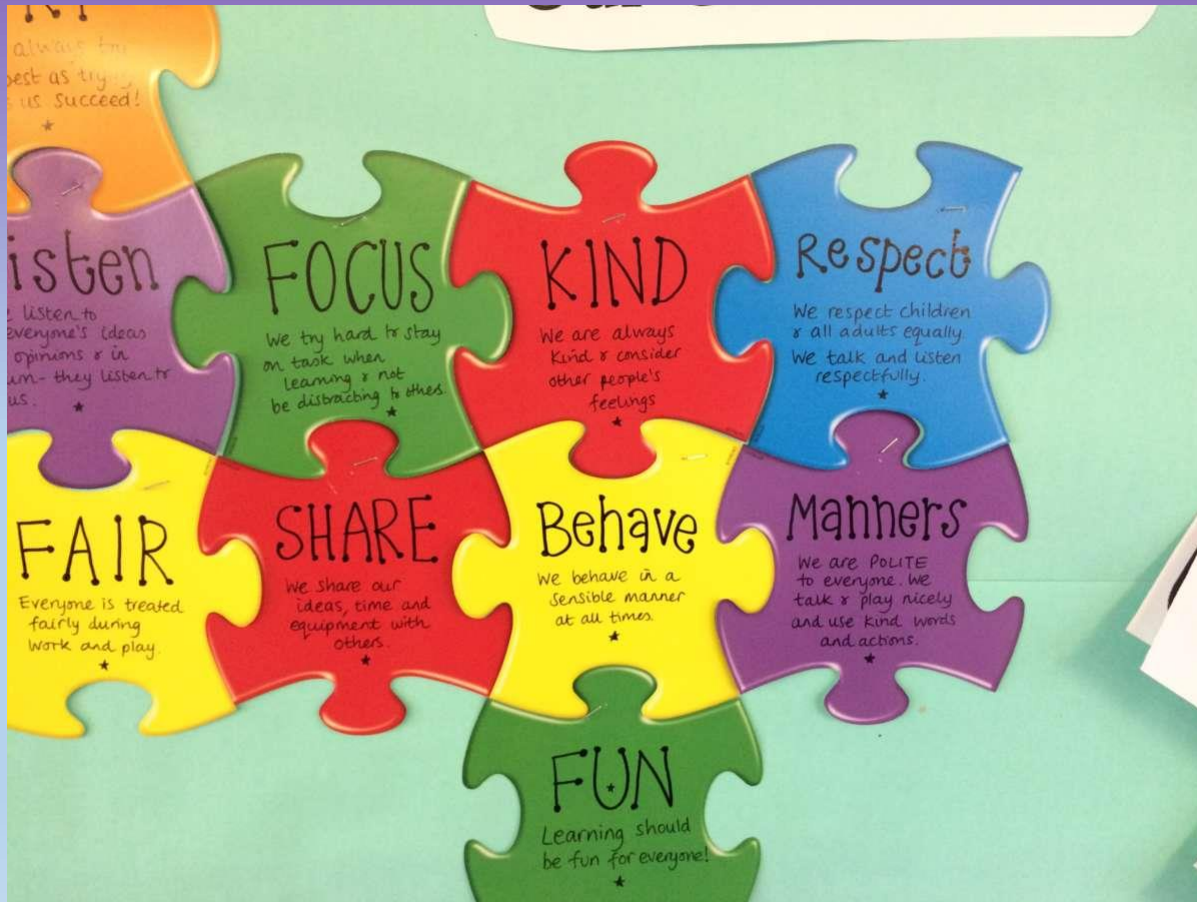 always try
best as try
us succeed!
isten
listen to
everyone's ideas
opinions & in
- they listen to
us.
FOCUS
We try hard to stay
on task when
learning & not
be distracting to others.
KIND
We are always
Kind & consider
other people's
feelings
Respect
We respect children
& all adults equally.
We talk and listen
respectfully.
FAIR
Everyone is treated
fairly during
work and play.
SHARE
We share our
ideas, time and
equipment with
others.
Behave
We behave in a
sensible manner
at all times.
Manners
We are POLITE
to everyone. We
talk & play nicely
and use kind words
and actions.
FUN
Learning should
be fun for everyone!